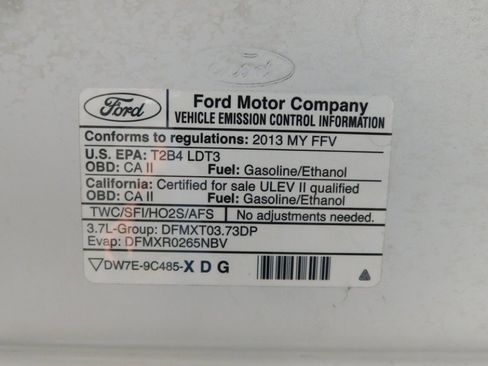 Ford
Ford Ford Motor Company
VEHICLE EMISSION CONTROL INFORMATION
Conforms to regulations: 2013 MY FFV
U.S. EPA: T2B4 LDT3
OBD: CA II Fuel: Gasoline/Ethanol
California: Certified for sale ULEV II qualified
OBD: CA II Fuel: Gasoline/Ethanol
TWC/SFI/HO2S/AFS No adjustments needed.
3.7L-Group: DFMXT03.73DP
Evap: DFMXR0265NBV
DW7E-9C485-X D G